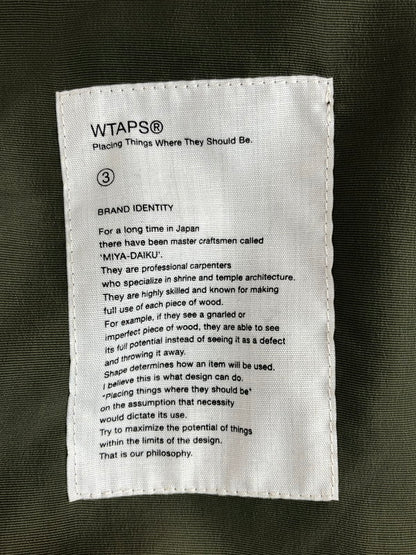 WTAPS®
Placing Things Where They Should Be.
③
BRAND IDENTITY
For a long time in Japan
there have been master craftsmen called
'MIYA-DAIKU'.
They are professional carpenters
who specialize in shrine and temple architecture.
They are highly skilled and known for making
full use of each piece of wood.
For example, if they see a gnarled or
imperfect piece of wood, they are able to see
its full potential instead of seeing it as a defect
and throwing it away.
Shape determines how an item will be used.
I believe this is what design can do.
"Placing things where they should be"
on the assumption that necessity
would dictate its use.
Try to maximize the potential of things
within the limits of the design.
That is our philosophy.